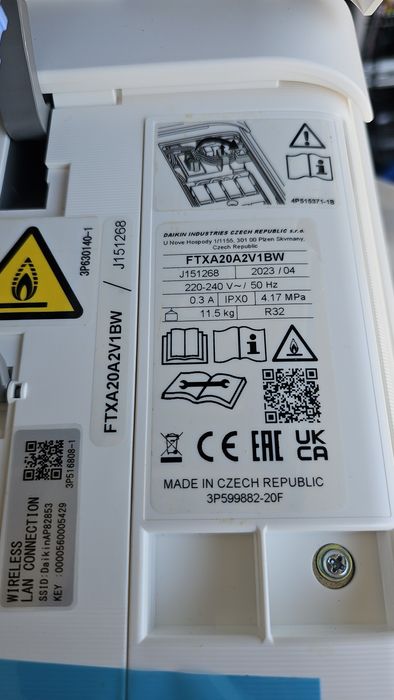 4P515371-1B
DAIKIN INDUSTRIES CZECH REPUBLIC s.r.o.
U Nove Hospody 1/1155, 301 00 Plzen Skvrnany,
Czech Republic
FTXA20A2V1BW
J151268 2023 / 04
220-240 V~ / 50 Hz
0.3 A IPX0 4.17 MPa
11.5 kg R32
CE EAC UK
CA
MADE IN CZECH REPUBLIC
3P599882-20F
3P630140-1
FTXA20A2V1BW / J151268
3P516808-1
WIRELESS
LAN CONNECTION
SSID:DaikinAP82853
KEY :0000560005429